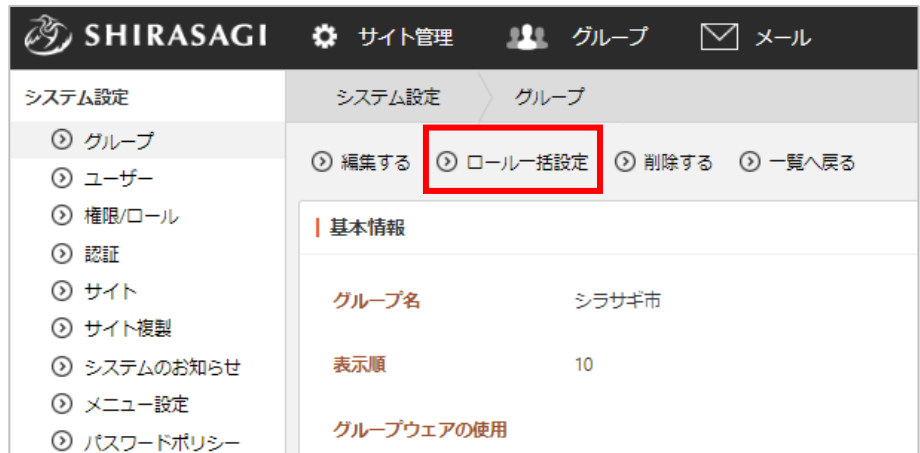 SHIRASAGI サイト管理 グループ メール
システム設定
グループ
ユーザー
権限/ロール
認証
サイト
サイト複製
システムのお知らせ
メニュー設定
パスワードポリシー
システム設定 グループ
編集する ロール一括設定 削除する 一覧へ戻る
基本情報
グループ名 シラサギ市
表示順 10
グループウェアの使用